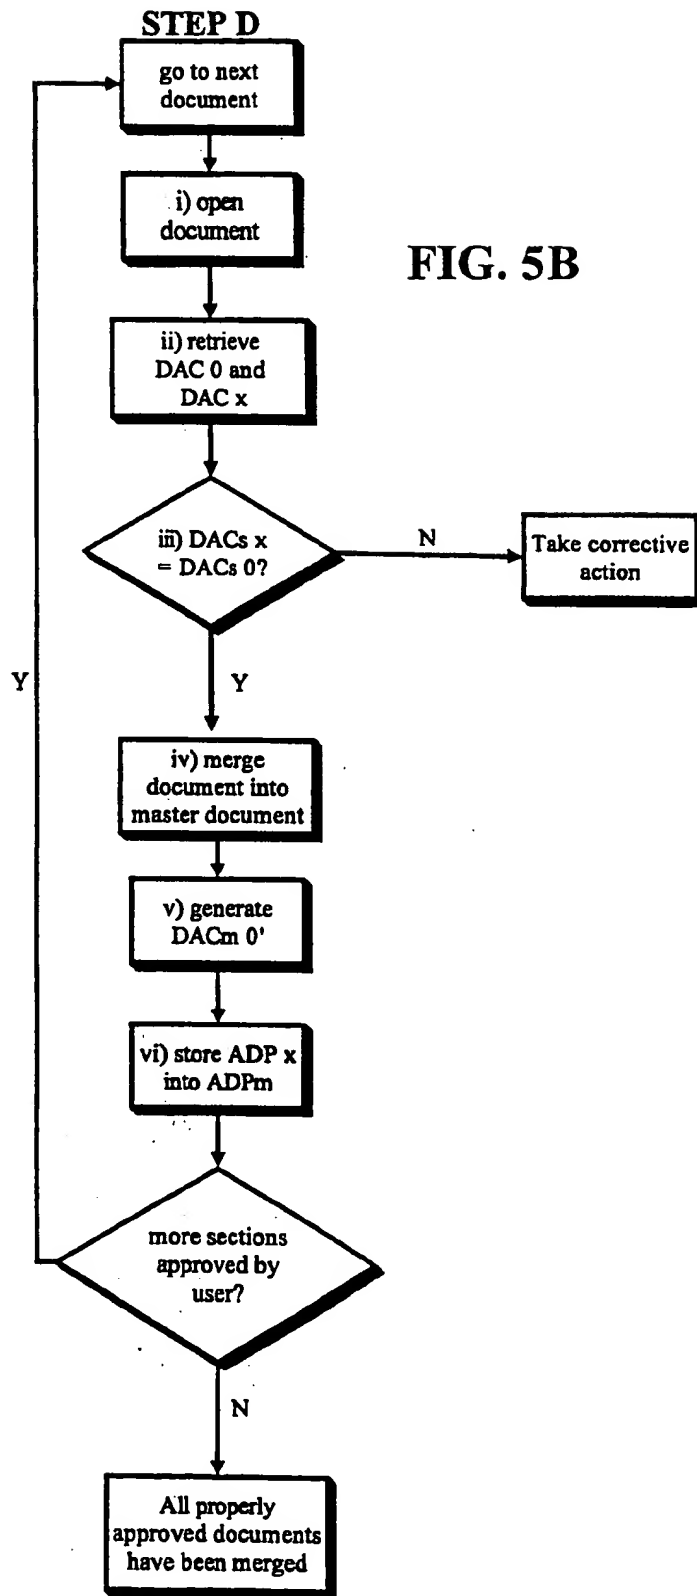 STEP D
go to next
document
i) open
document
FIG. 5B
ii) retrieve
DAC 0 and
DAC x
iii) DACs x
= DACs 0?
N
Take corrective
action
Y
Y
iv) merge
document into
master document
v) generate
DACm 0'
vi) store ADP x
into ADPm
more sections
approved by
user?
N
All properly
approved documents
have been merged